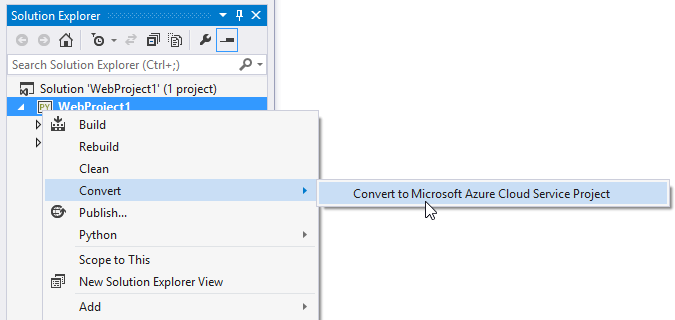 Solution Explorer
Search Solution Explorer (Ctrl+;)
Solution 'WebProject1' (1 project)
PY WebProject1
Build
Rebuild
Clean
Convert
Convert to Microsoft Azure Cloud Service Project
Publish...
Python
Scope to This
New Solution Explorer View
Add